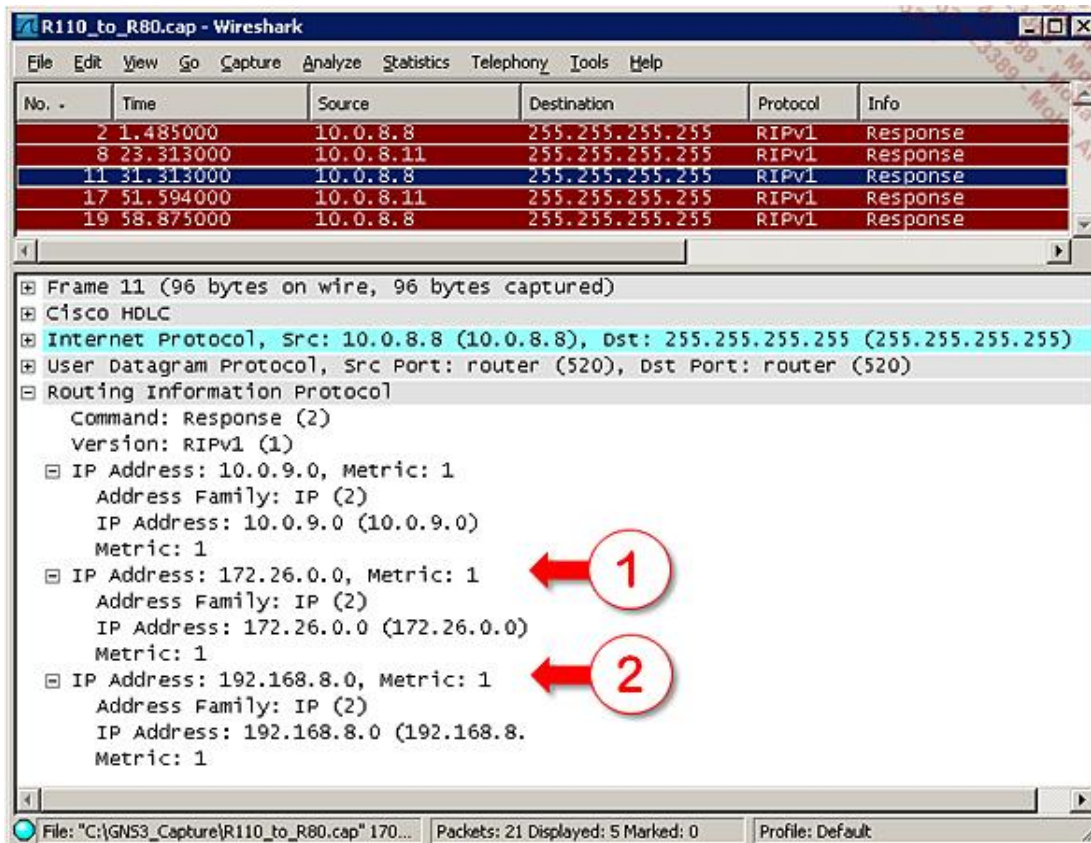 R110_to_R80.cap - Wireshark
File Edit View Go Capture Analyze Statistics Telephony Tools Help
No. - Time Source Destination Protocol Info
2 1.485000 10.0.8.8 255.255.255.255 RIPv1 Response
8 23.313000 10.0.8.11 255.255.255.255 RIPv1 Response
11 31.313000 10.0.8.8 255.255.255.255 RIPv1 Response
17 51.594000 10.0.8.11 255.255.255.255 RIPv1 Response
19 58.875000 10.0.8.8 255.255.255.255 RIPv1 Response
Frame 11 (96 bytes on wire, 96 bytes captured)
Cisco HDLC
Internet Protocol, Src: 10.0.8.8 (10.0.8.8), Dst: 255.255.255.255 (255.255.255.255)
User Datagram Protocol, Src Port: router (520), Dst Port: router (520)
Routing Information Protocol
Command: Response (2)
Version: RIPv1 (1)
IP Address: 10.0.9.0, Metric: 1
Address Family: IP (2)
IP Address: 10.0.9.0 (10.0.9.0)
Metric: 1
IP Address: 172.26.0.0, Metric: 1
1
Address Family: IP (2)
IP Address: 172.26.0.0 (172.26.0.0)
Metric: 1
IP Address: 192.168.8.0, Metric: 1
2
Address Family: IP (2)
IP Address: 192.168.8.0 (192.168.8.
Metric: 1
File: "C:\GNS3_Capture\R110_to_R80.cap" 170... Packets: 21 Displayed: 5 Marked: 0 Profile: Default